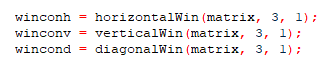 winconh = horizontalWin(matrix, 3, 1);
winconv = verticalWin(matrix, 3, 1);
wincond = diagonalWin(matrix, 3, 1);